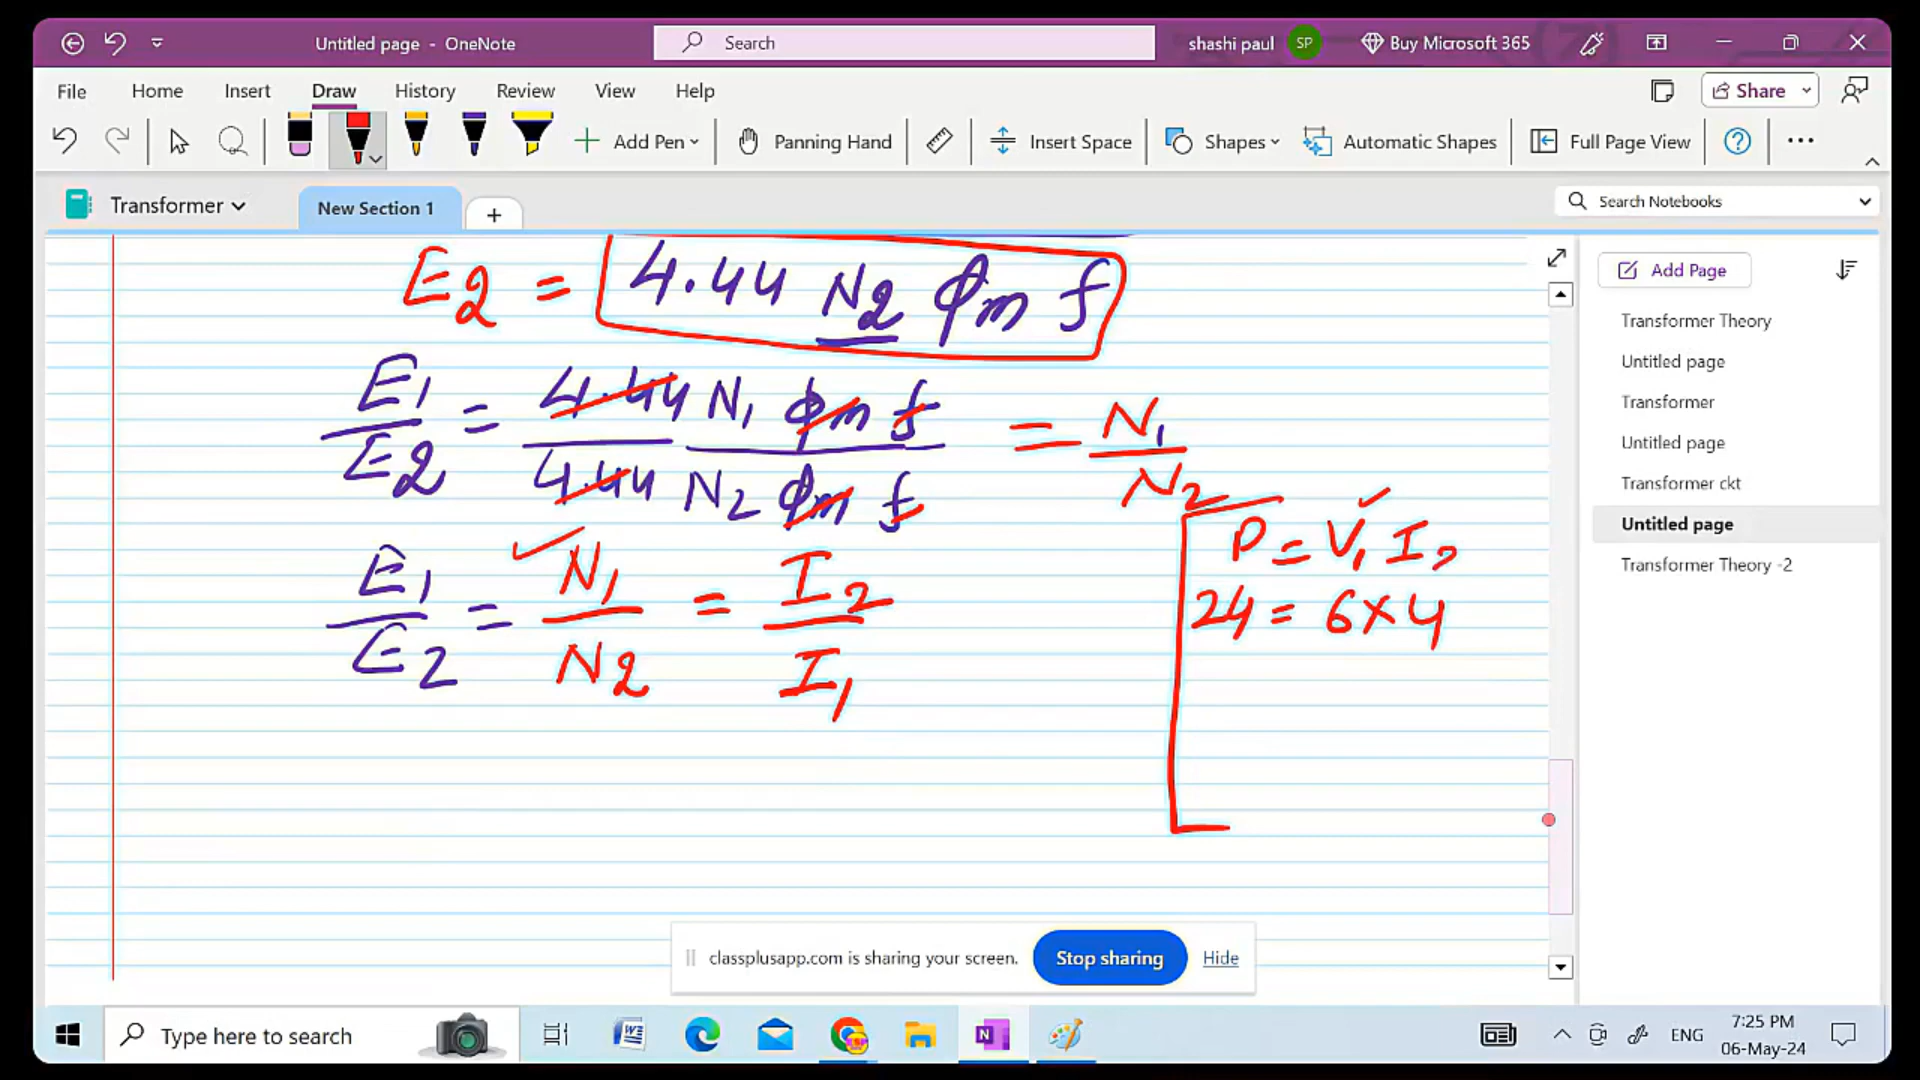 Untitled page - OneNote
Search
shashi paul SP Buy Microsoft 365
File Home Insert Draw History Review View Help Share
Add Pen Panning Hand Insert Space Shapes Automatic Shapes Full Page View ? ...
Transformer New Section 1 + Search Notebooks
E2 = 4.44 N2 φm f
E1/E2 = 4.44 N1 φm f / 4.44 N2 φm f = N1/N2
P = V1 I,
24 = 6 × 4
E1/E2 = N1/N2 = I2/I1
Add Page
Transformer Theory
Untitled page
Transformer
Untitled page
Transformer ckt
Untitled page
Transformer Theory -2
classplusapp.com is sharing your screen. Stop sharing Hide
Type here to search
ENG
7:25 PM
06-May-24